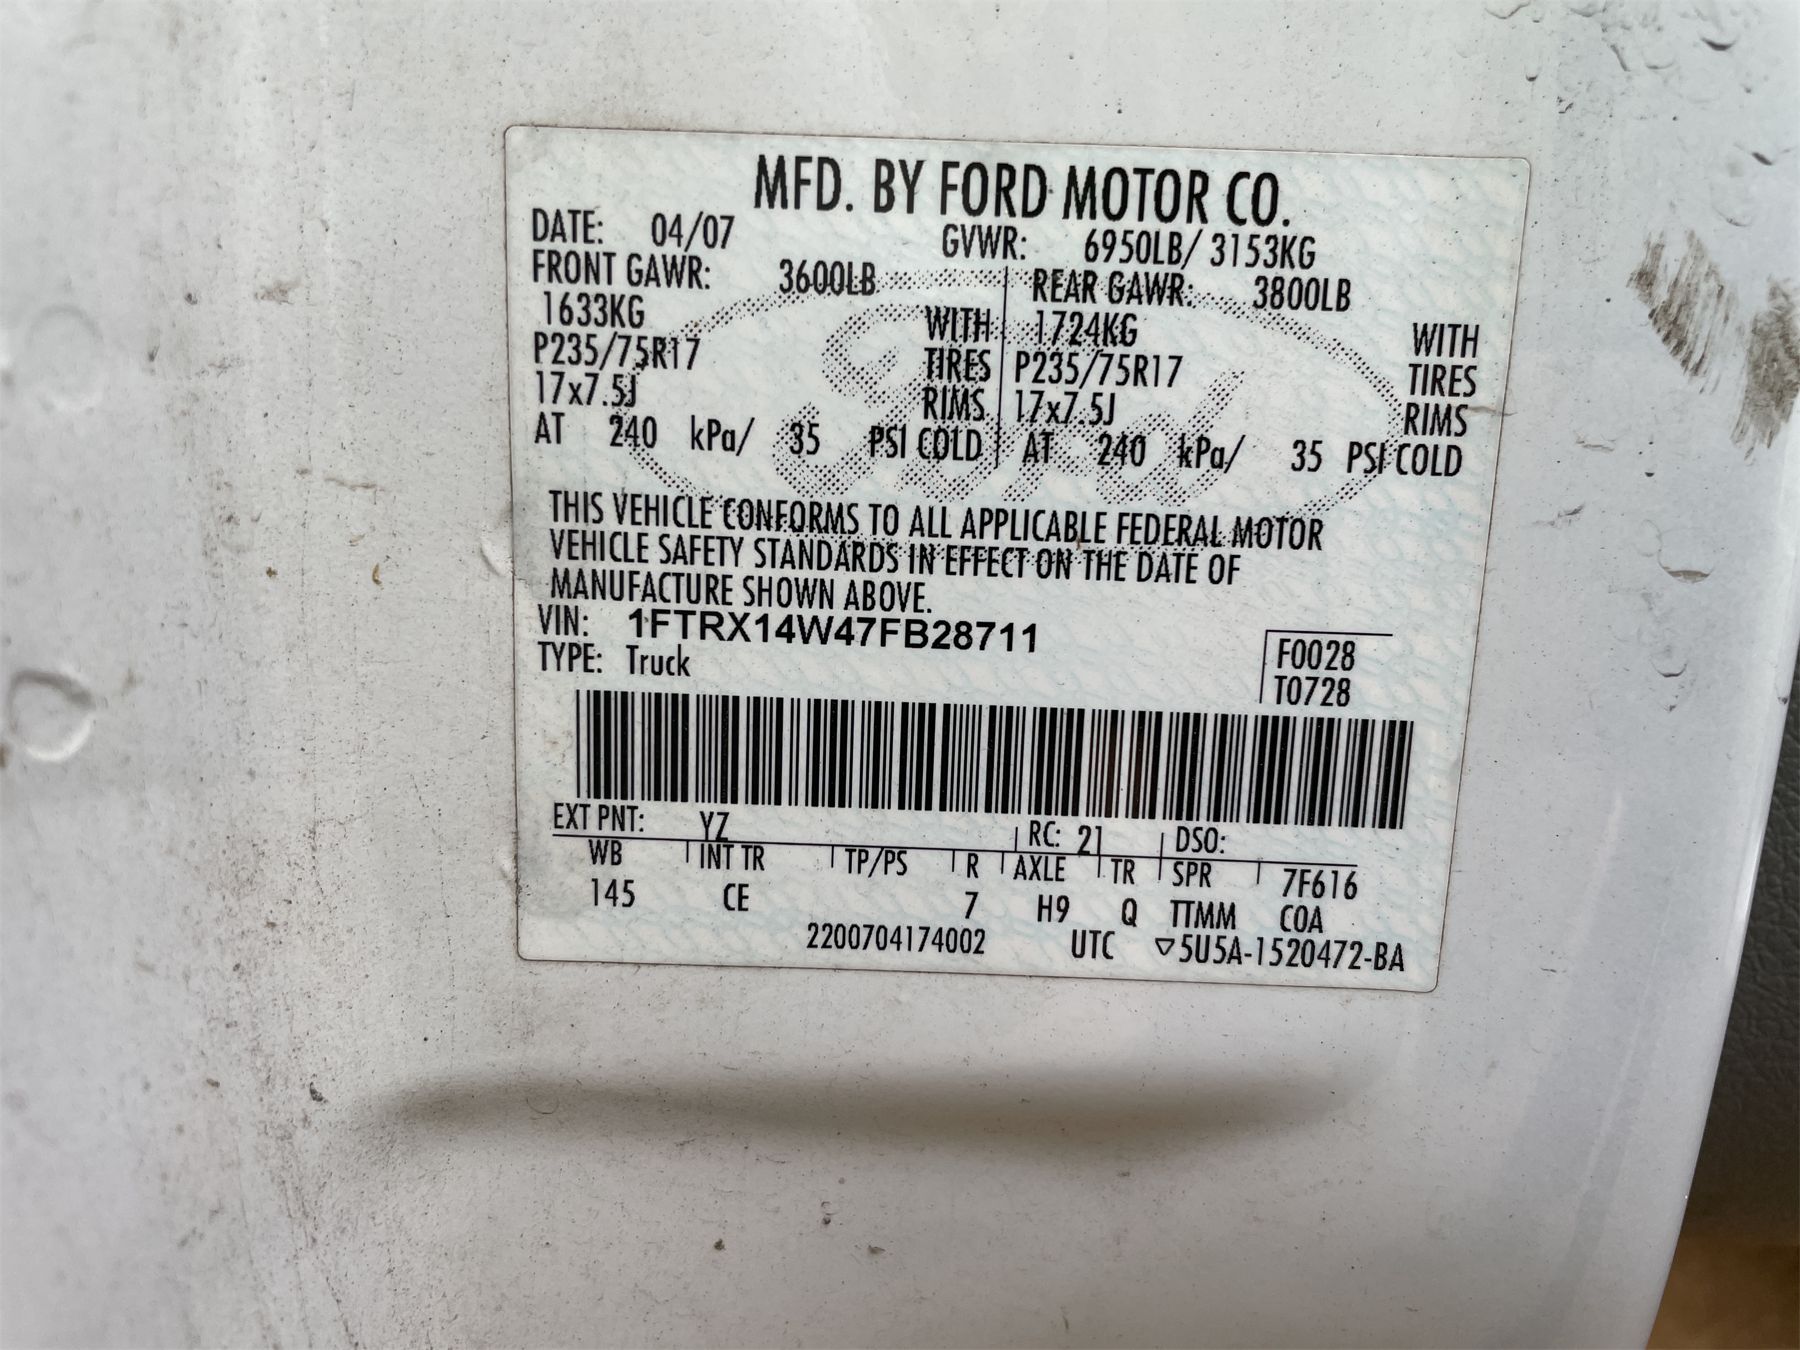 MFD. BY FORD MOTOR CO.
DATE: 04/07 GVWR: 6950LB/ 3153KG
FRONT GAWR: 3600LB REAR GAWR: 3800LB
1633KG WITH 1724KG WITH
P235/75R17 TIRES P235/75R17 TIRES
17x7.5J RIMS 17x7.5J RIMS
AT 240 kPa/ 35 PSI COLD AT 240 kPa/ 35 PSI COLD
Ford
THIS VEHICLE CONFORMS TO ALL APPLICABLE FEDERAL MOTOR
VEHICLE SAFETY STANDARDS IN EFFECT ON THE DATE OF
MANUFACTURE SHOWN ABOVE.
VIN: 1FTRX14W47FB28711
TYPE: Truck
F0028
T0728
EXT PNT: YZ RC: 21 DSO:
WB INT TR TP/PS R AXLE TR SPR 7F616
145 CE 7 H9 Q TTMM COA
2200704174002 UTC ▽5U5A-1520472-BA